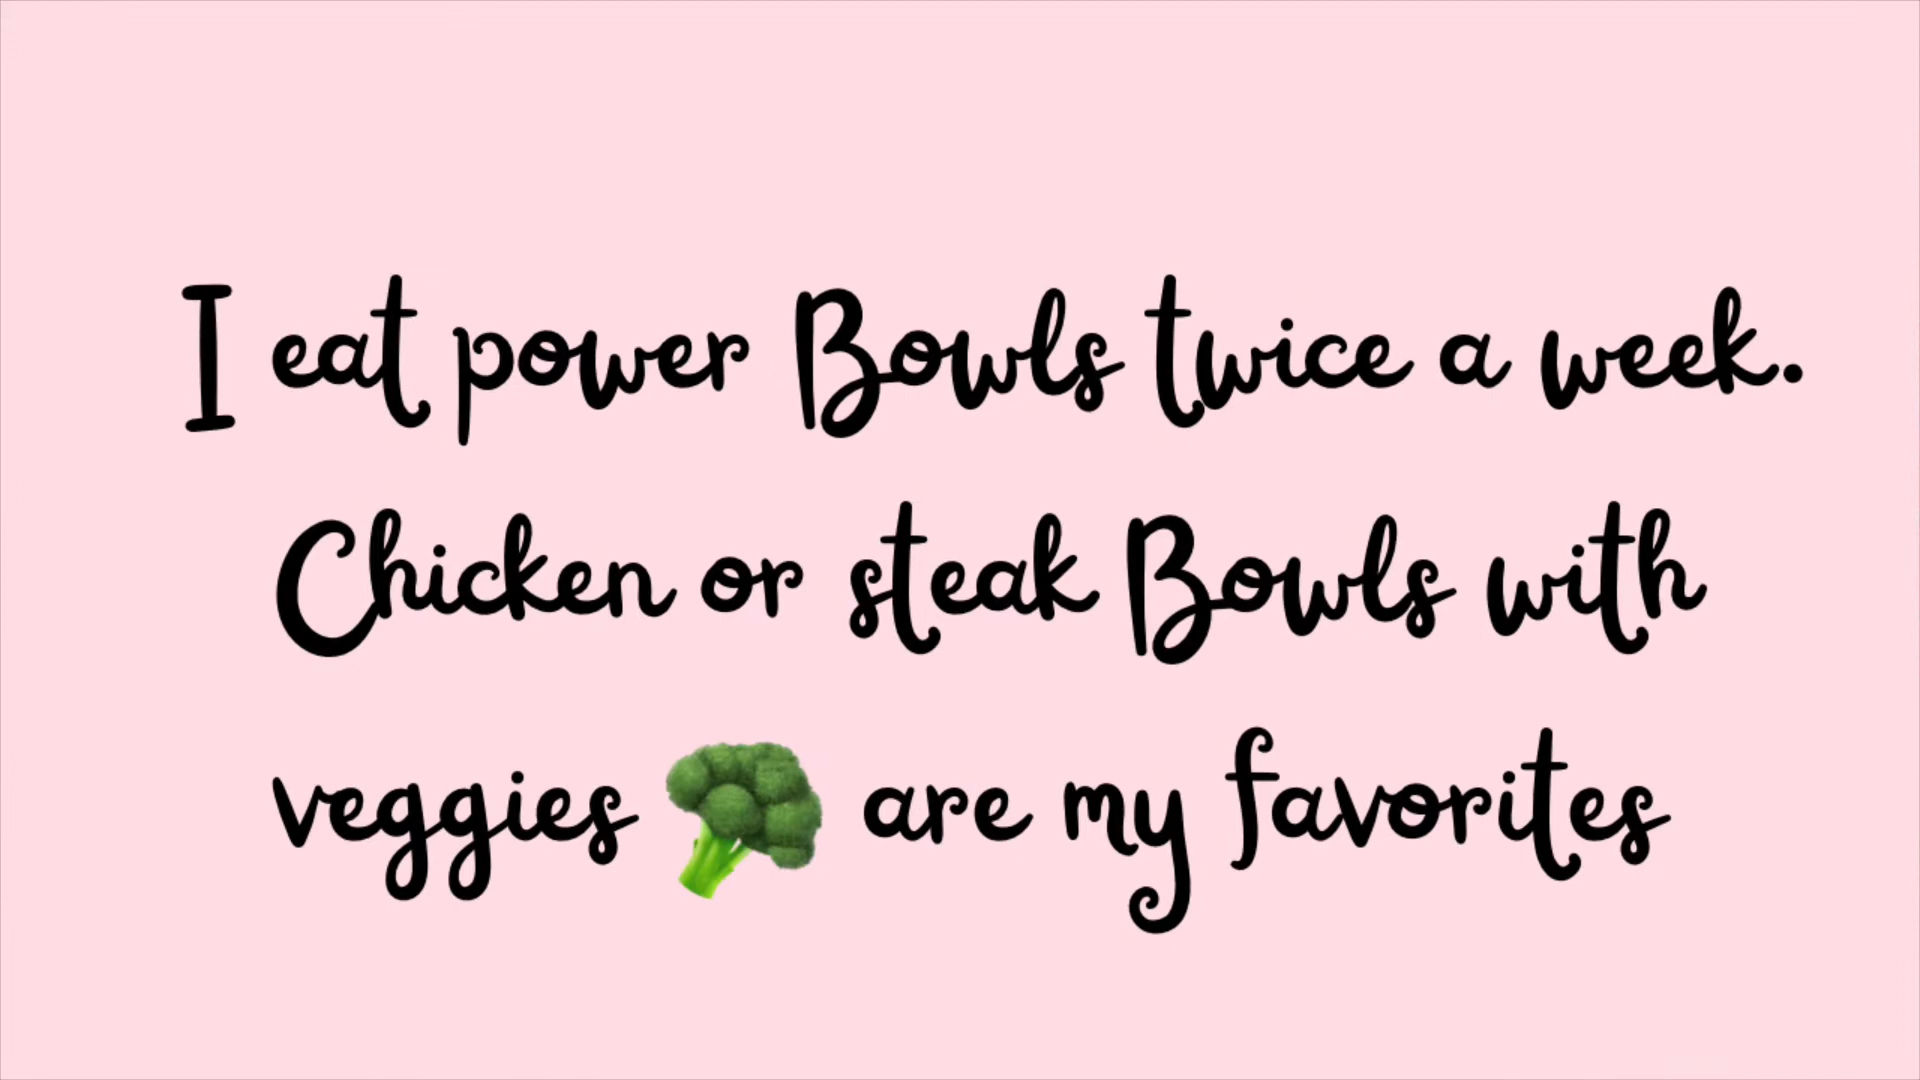 I eat power Bowls twice a week.
Chicken or steak Bowls with
veggies 🥦 are my favorites